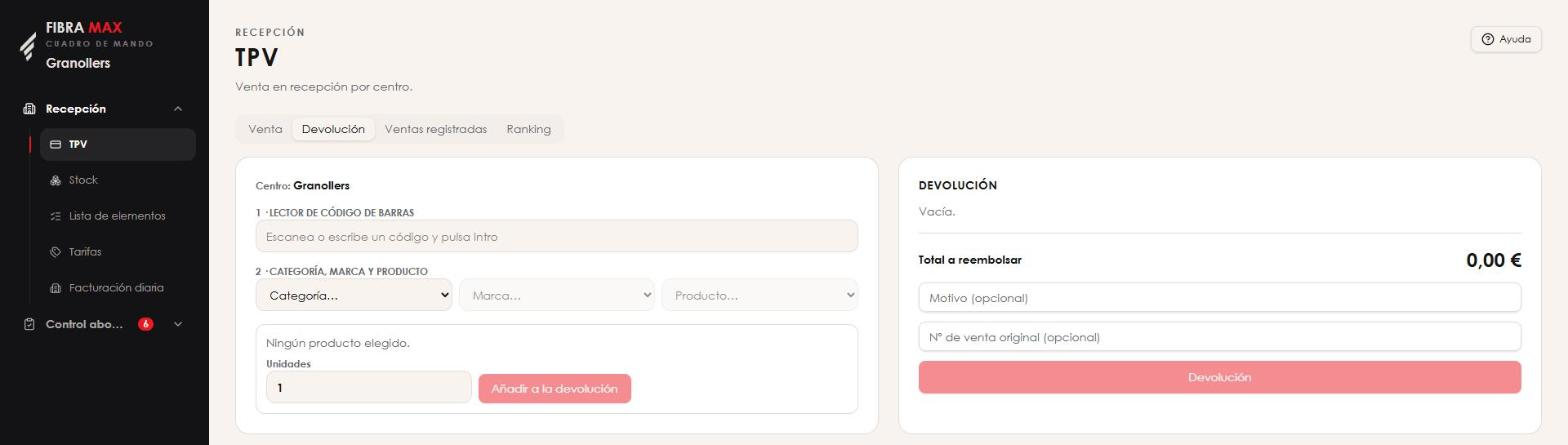 FIBRA MAX
CUADRO DE MANDO
Granollers
Recepción
TPV
Stock
Lista de elementos
Tarifas
Facturación diaria
Control abo... 6
RECEPCIÓN
TPV
Venta en recepción por centro.
Ayuda
Venta Devolución Ventas registradas Ranking
Centro: Granollers
1 · LECTOR DE CÓDIGO DE BARRAS
Escanea o escribe un código y pulsa Intro
2 · CATEGORÍA, MARCA Y PRODUCTO
Categoría... Marca... Producto...
Ningún producto elegido.
Unidades
1 Añadir a la devolución
DEVOLUCIÓN
Vacía.
Total a reembolsar 0,00 €
Motivo (opcional)
Nº de venta original (opcional)
Devolución